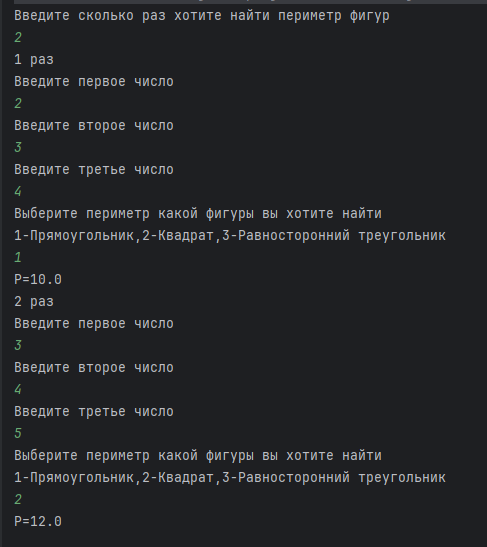 Введите сколько раз хотите найти периметр фигур
2
1 раз
Введите первое число
2
Введите второе число
3
Введите третье число
4
Выберите периметр какой фигуры вы хотите найти
1-Прямоугольник,2-Квадрат,3-Равносторонний треугольник
1
P=10.0
2 раз
Введите первое число
3
Введите второе число
4
Введите третье число
5
Выберите периметр какой фигуры вы хотите найти
1-Прямоугольник,2-Квадрат,3-Равносторонний треугольник
2
P=12.0